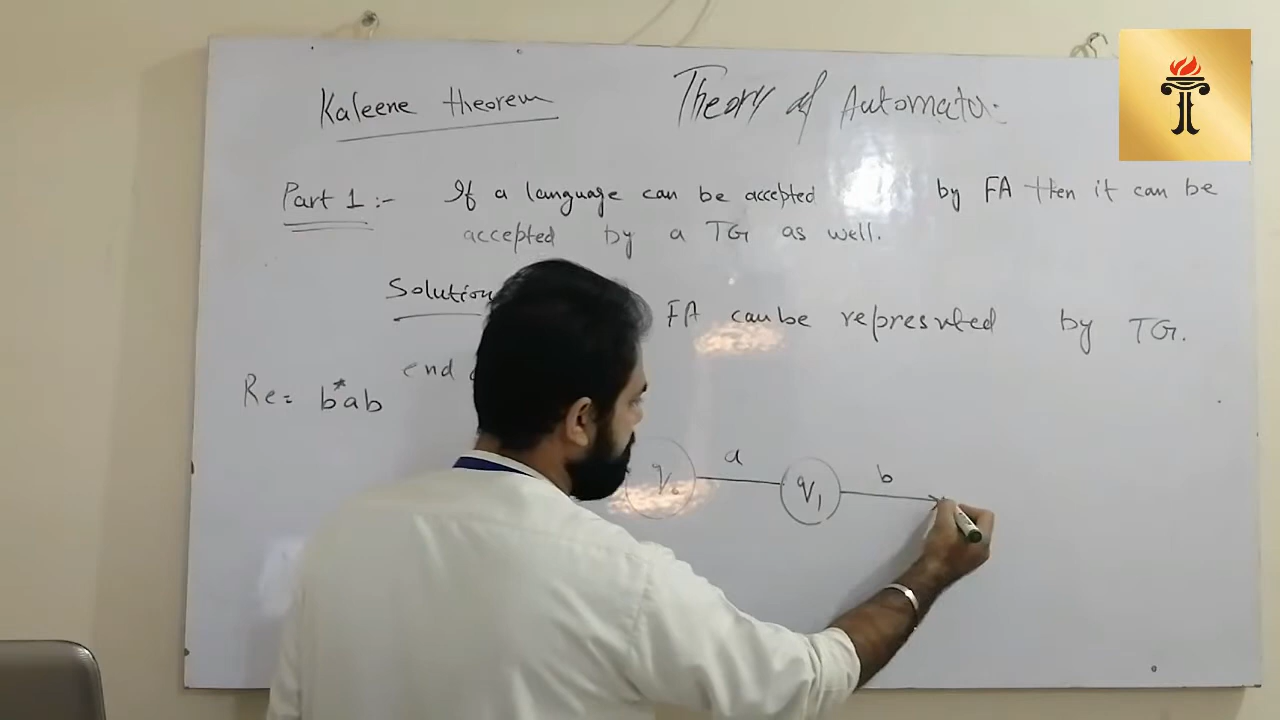 Kaleene theorem
Theory of Automata:
Part 1:- If a language can be accepted by FA then it can be
accepted by a TG as well.
Solution
FA can be represnted by TG.
end
Re= b*ab
q₀ a q₁ b